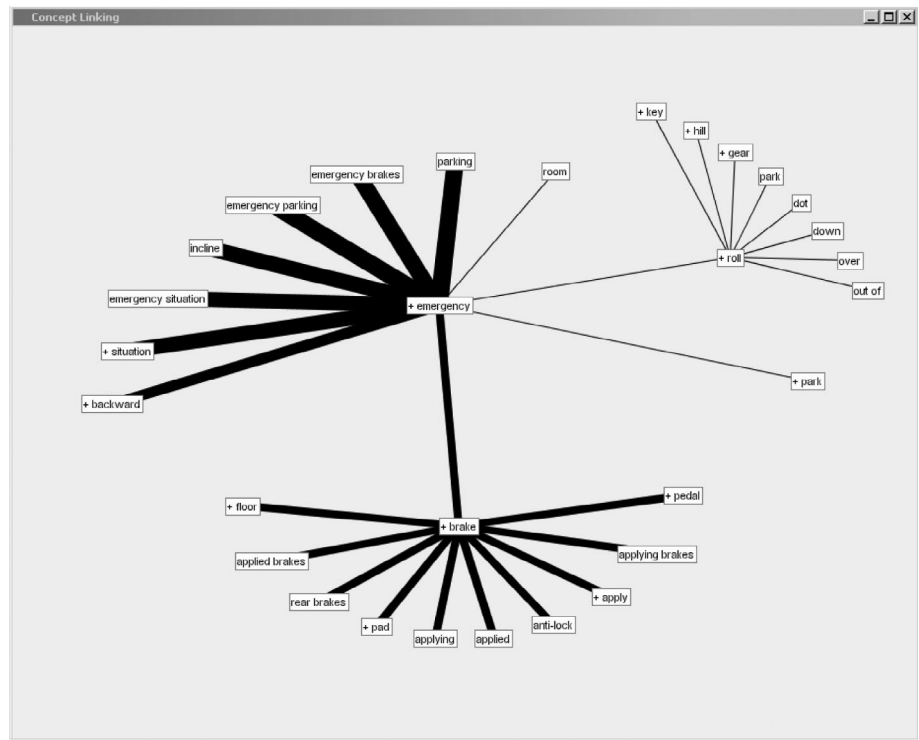 Concept Linking
+ key
+ hill
+ gear
park
dot
down
over
out of
+ roll
room
parking
emergency brakes
emergency parking
incline
emergency situation
+ situation
+ backward
+ emergency
+ park
+ brake
+ floor
applied brakes
rear brakes
+ pad
applying
applied
anti-lock
+ apply
applying brakes
+ pedal